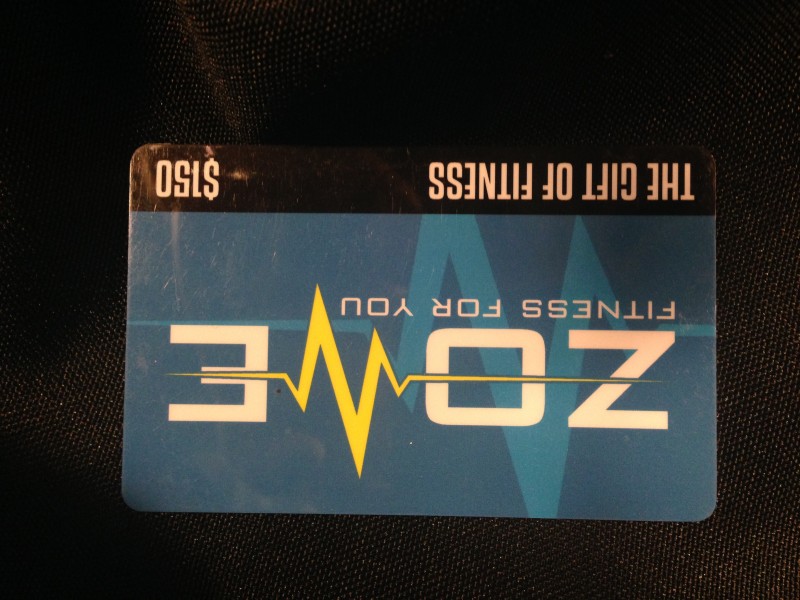 ZONE
FITNESS FOR YOU
THE GIFT OF FITNESS $150